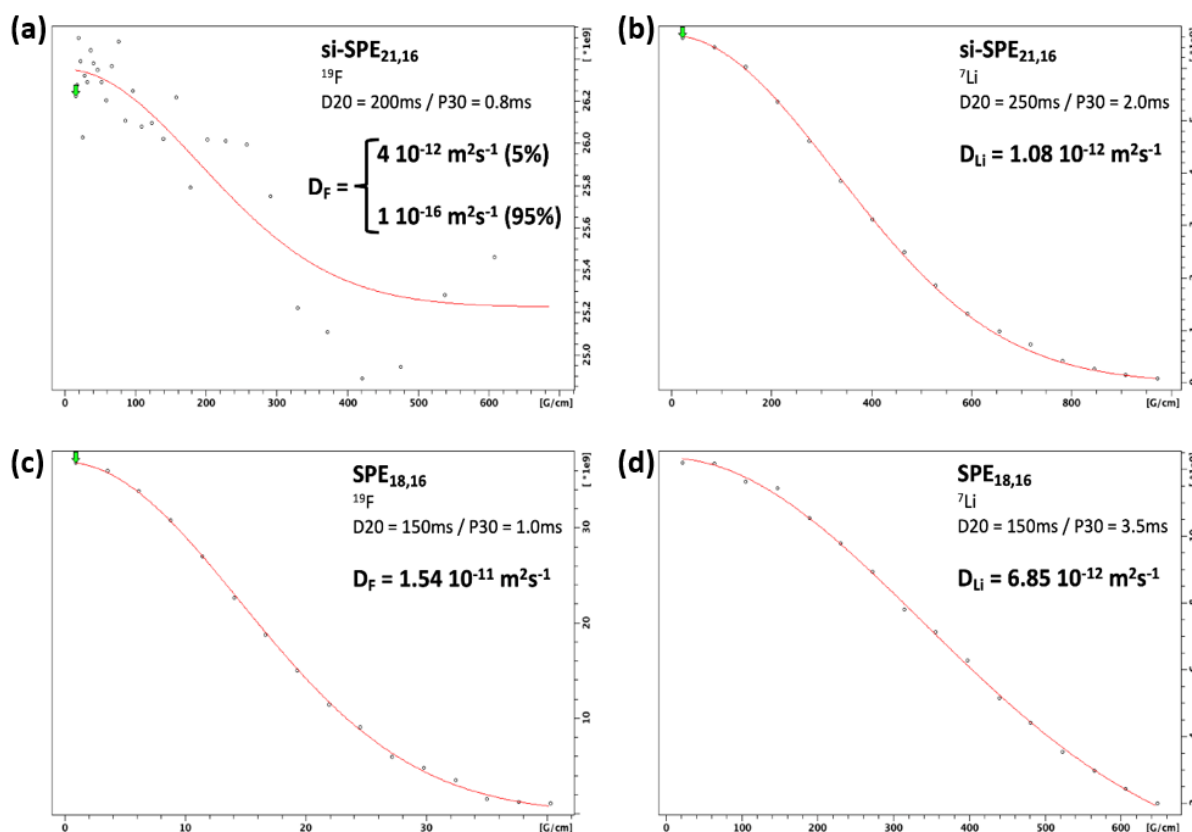 (a)
si-SPE21,16
19F
D20 = 200ms / P30 = 0.8ms
DF =
4 10-12 m2s-1 (5%)
1 10-16 m2s-1 (95%)
[ *1e9]
26.2
26.0
25.8
25.6
25.4
25.2
25.0
0 200 400 600 [G/cm]
(b)
si-SPE21,16
7Li
D20 = 250ms / P30 = 2.0ms
DLi = 1.08 10-12 m2s-1
0 200 400 600 800 [G/cm]
(c)
SPE18,16
19F
D20 = 150ms / P30 = 1.0ms
DF = 1.54 10-11 m2s-1
[ *1e9]
30
20
10
0 10 20 30 [G/cm]
(d)
SPE18,16
7Li
D20 = 150ms / P30 = 3.5ms
DLi = 6.85 10-12 m2s-1
0 100 200 300 400 500 600 [G/cm]